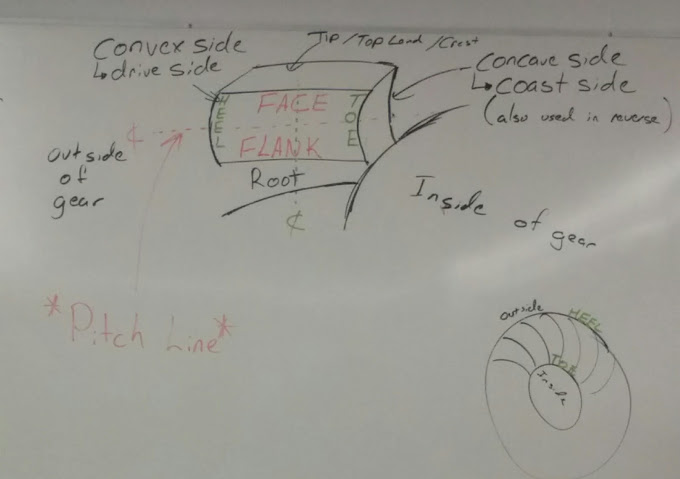 Tip/Top Land/Crest
Convex side
↳drive side
Concave side
↳ Coast side
(also used in reverse)
HEEL
FACE
TOE
℄
FLANK
outside
of
gear
Root
℄
Inside
of
gear
*Pitch Line*
outside
HEEL
TOE
Inside